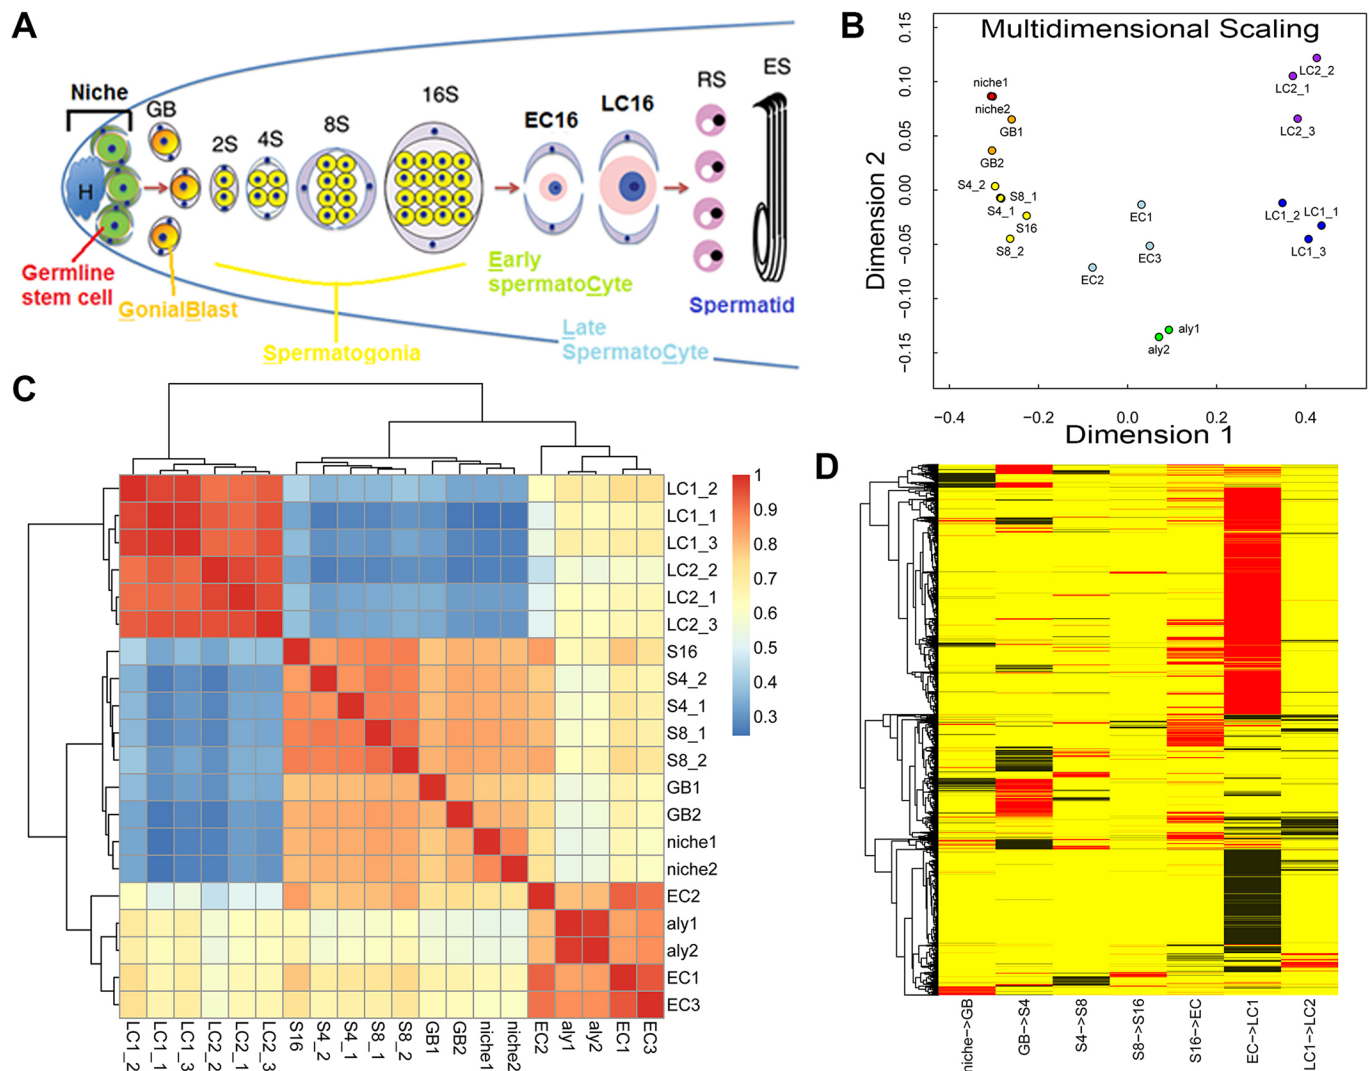 A
Niche
GB
2S
4S
8S
16S
EC16
LC16
RS
ES
H
Germline
stem cell
GonialBlast
Spermatogonia
Early
spermatoCyte
Late
SpermatoCyte
Spermatid
B
Multidimensional Scaling
Dimension 2
0.15
0.10
0.05
0.00
−0.05
−0.10
−0.15
niche1
niche2
GB1
GB2
S4_2
S8_1
S4_1
S16
S8_2
EC1
EC3
EC2
aly1
aly2
LC2_2
LC2_1
LC2_3
LC1_2
LC1_1
LC1_3
−0.4
−0.2
0.0
0.2
0.4
Dimension 1
C
LC1_2
LC1_1
LC1_3
LC2_2
LC2_1
LC2_3
S16
S4_2
S4_1
S8_1
S8_2
GB1
GB2
niche1
niche2
EC2
aly1
aly2
EC1
EC3
1
0.9
0.8
0.7
0.6
0.5
0.4
0.3
LC1_2
LC1_1
LC1_3
LC2_2
LC2_1
LC2_3
S16
S4_2
S4_1
S8_1
S8_2
GB1
GB2
niche1
niche2
EC2
aly1
aly2
EC1
EC3
D
niche->GB
GB->S4
S4->S8
S8->S16
S16->EC
EC->LC1
LC1->LC2